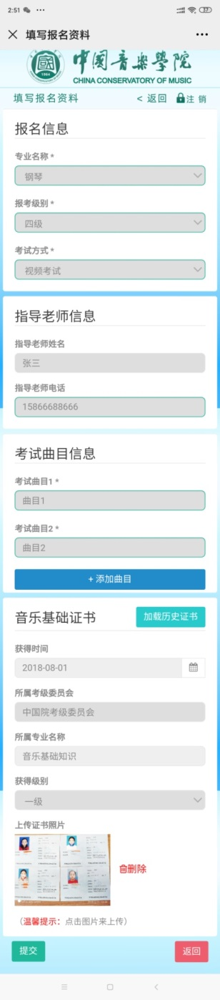 2:51
37
填写报名资料
1964
中国音乐学院
CHINA CONSERVATORY OF MUSIC
填写报名资料
< 返回
注 销
报名信息
专业名称 *
钢琴
报考级别 *
四级
考试方式 *
视频考试
指导老师信息
指导老师姓名
张三
指导老师电话
15866688666
考试曲目信息
考试曲目1 *
曲目1
考试曲目2 *
曲目2
+ 添加曲目
音乐基础证书
加载历史证书
获得时间
2018-08-01
所属考级委员会
中国院考级委员会
所属专业名称
音乐基础知识
获得级别
一级
上传证书照片
删除
（温馨提示：点击图片来上传）
提交
返回